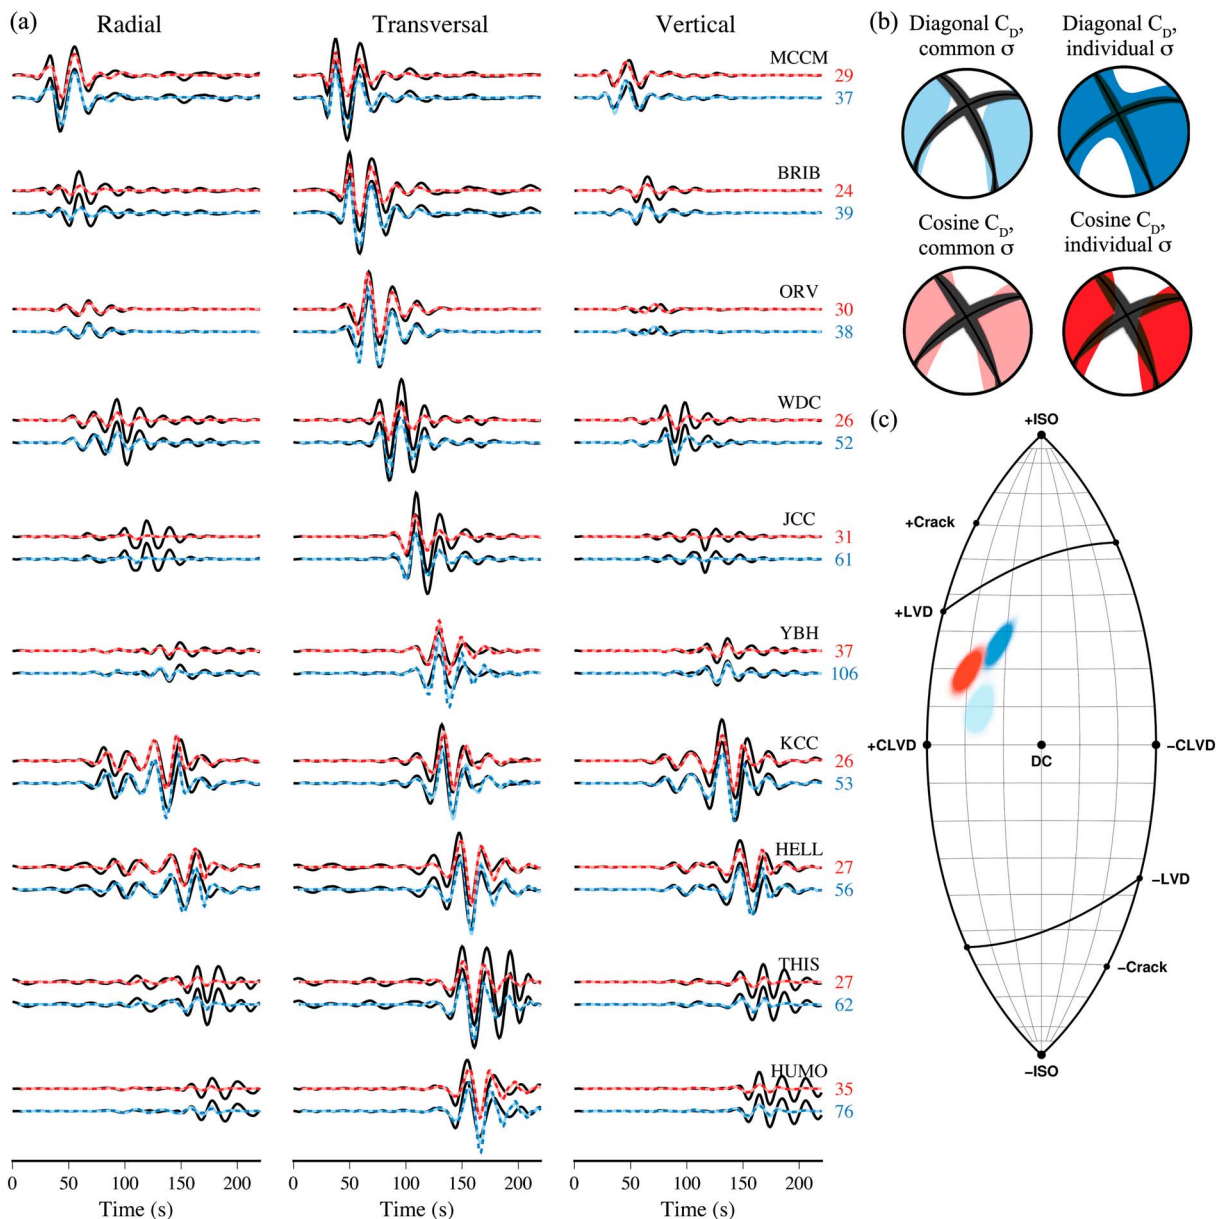 (a)
Radial
Transversal
Vertical
MCCM
29
37
BRIB
24
39
ORV
30
38
WDC
26
52
JCC
31
61
YBH
37
106
KCC
26
53
HELL
27
56
THIS
27
62
HUMO
35
76
0 50 100 150 200
Time (s)
0 50 100 150 200
Time (s)
0 50 100 150 200
Time (s)
(b)
Diagonal C_D,
common σ
Diagonal C_D,
individual σ
Cosine C_D,
common σ
Cosine C_D,
individual σ
(c)
+ISO
+Crack
+LVD
+CLVD
DC
−CLVD
−LVD
−Crack
−ISO